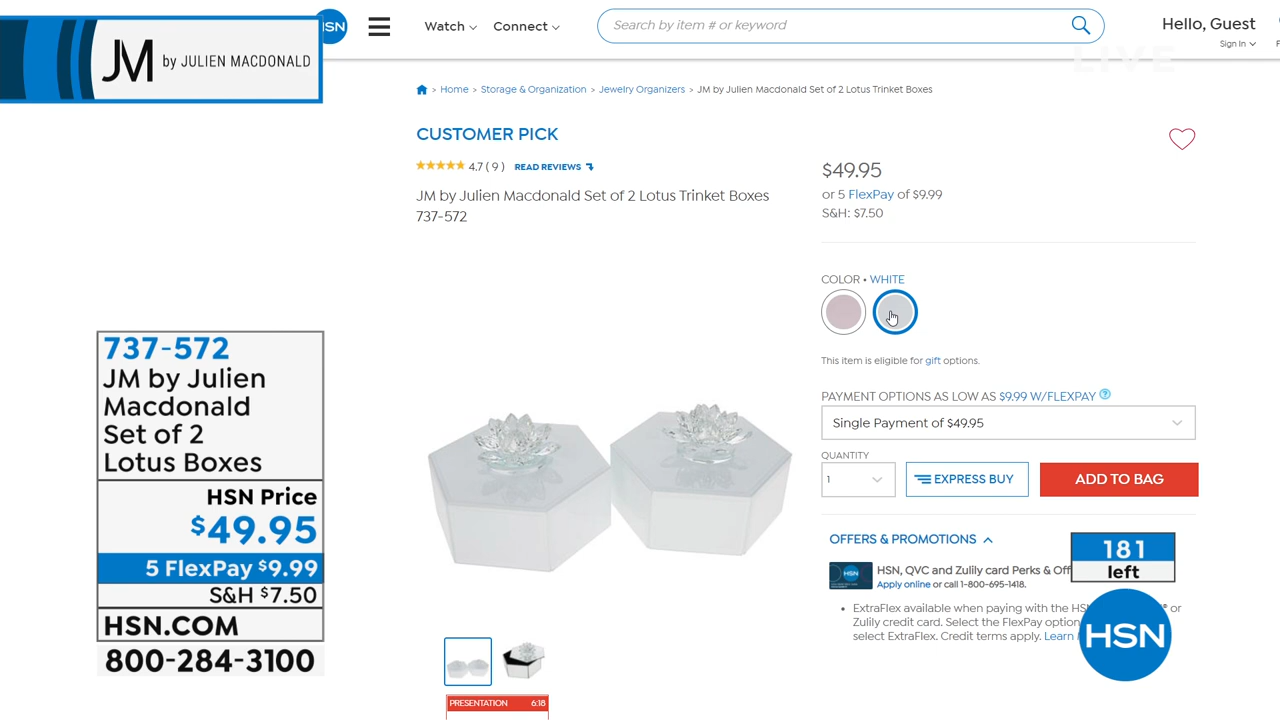 JM by JULIEN MACDONALD
HSN
Watch
Connect
Search by item # or keyword
Hello, Guest
Sign In
LIVE
Home > Storage & Organization > Jewelry Organizers > JM by Julien Macdonald Set of 2 Lotus Trinket Boxes
CUSTOMER PICK
4.7 ( 9 ) READ REVIEWS
JM by Julien Macdonald Set of 2 Lotus Trinket Boxes
737-572
$49.95
or 5 FlexPay of $9.99
S&H: $7.50
COLOR • WHITE
This item is eligible for gift options.
PAYMENT OPTIONS AS LOW AS $9.99 W/FLEXPAY ?
Single Payment of $49.95
QUANTITY
1
EXPRESS BUY
ADD TO BAG
OFFERS & PROMOTIONS
HSN
HSN, QVC and Zulily card Perks & Off
Apply online or call 1-800-695-1418.
• ExtraFlex available when paying with the HS
or
Zulily credit card. Select the FlexPay option
select ExtraFlex. Credit terms apply. Learn
737-572
JM by Julien
Macdonald
Set of 2
Lotus Boxes
HSN Price
$49.95
5 FlexPay $9.99
S&H $7.50
HSN.COM
800-284-3100
181
left
HSN
PRESENTATION 6:18